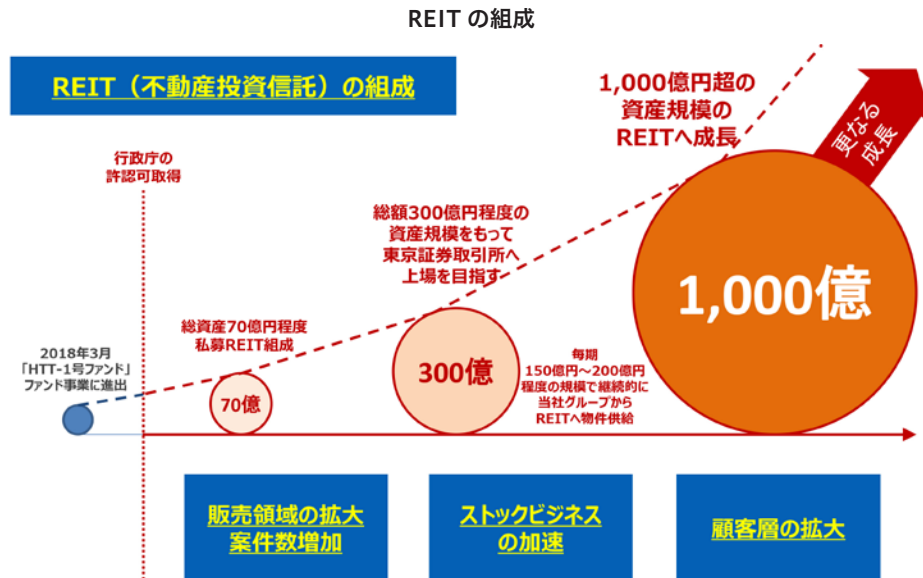 REIT の組成
REIT（不動産投資信託）の組成
1,000億円超の
資産規模の
REITへ成長
更なる
成長
行政庁の
許認可取得
総額300億円程度の
資産規模をもって
東京証券取引所へ
上場を目指す
総資産70億円程度
私募REIT組成
2018年3月
「HTT-1号ファンド」
ファンド事業に進出
70億
300億
毎期
150億円～200億円
程度の規模で継続的に
当社グループから
REITへ物件供給
1,000億
販売領域の拡大
案件数増加
ストックビジネス
の加速
顧客層の拡大